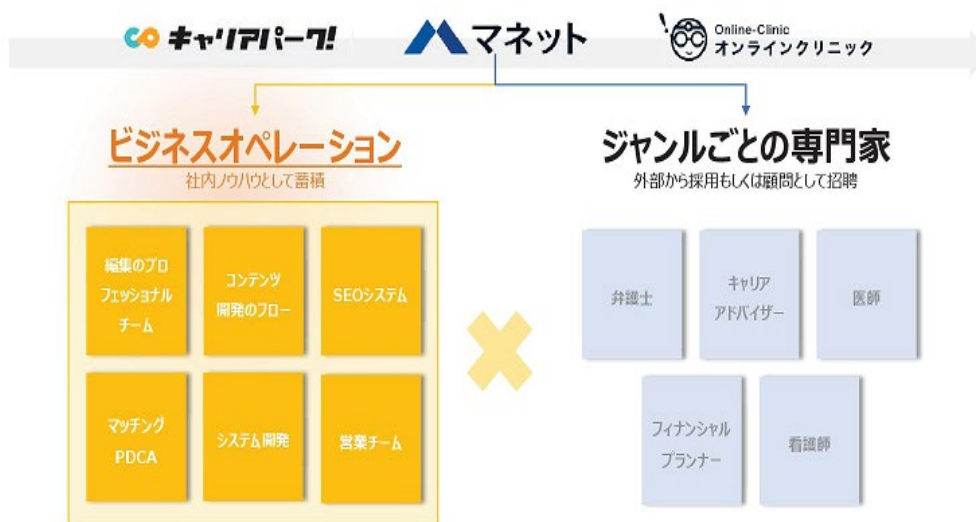 キャリアパーク!
マネット
Online-Clinic
オンラインクリニック
ビジネスオペレーション
社内ノウハウとして蓄積
ジャンルごとの専門家
外部から採用もしくは顧問として招聘
編集のプロ
フェッショナル
チーム
コンテンツ
開発のフロー
SEOシステム
マッチング
PDCA
システム開発
営業チーム
弁護士
キャリア
アドバイザー
医師
フィナンシャル
プランナー
看護師